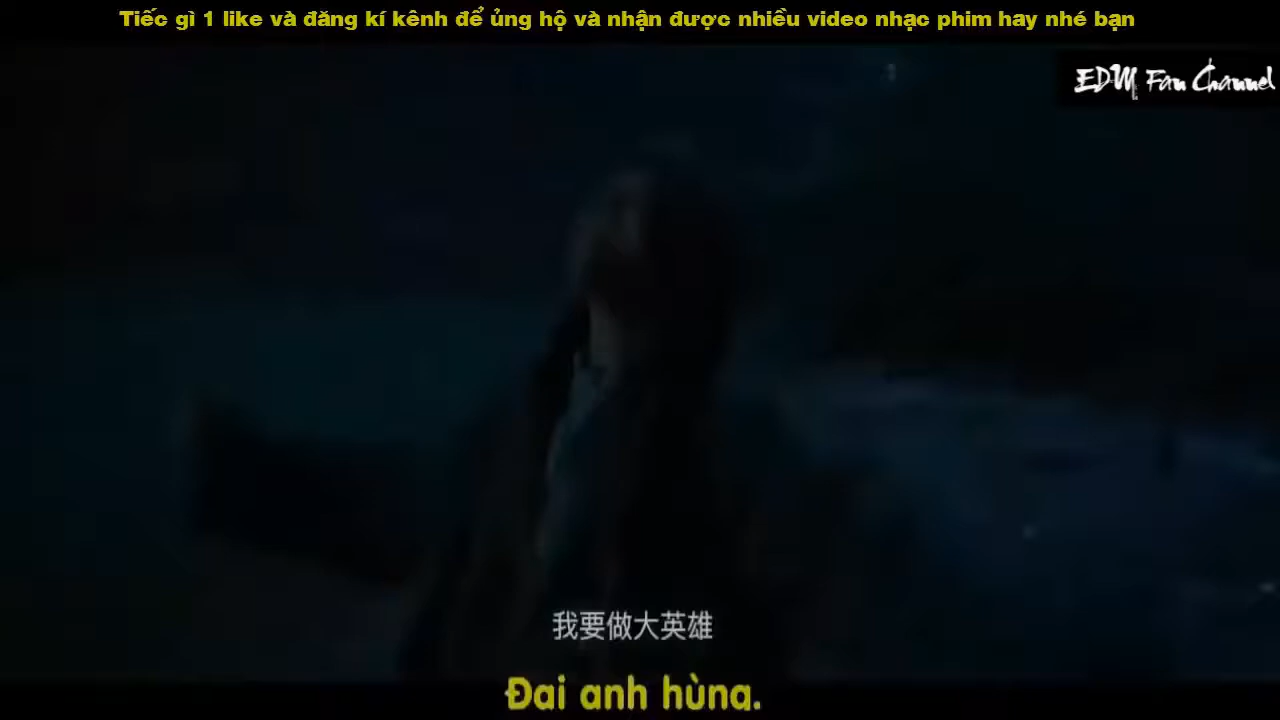 Tiếc gì 1 like và đăng kí kênh để ủng hộ và nhận được nhiều video nhạc phim hay nhé bạn
EDM Fan Channel
我要做大英雄
Đại anh hùng.